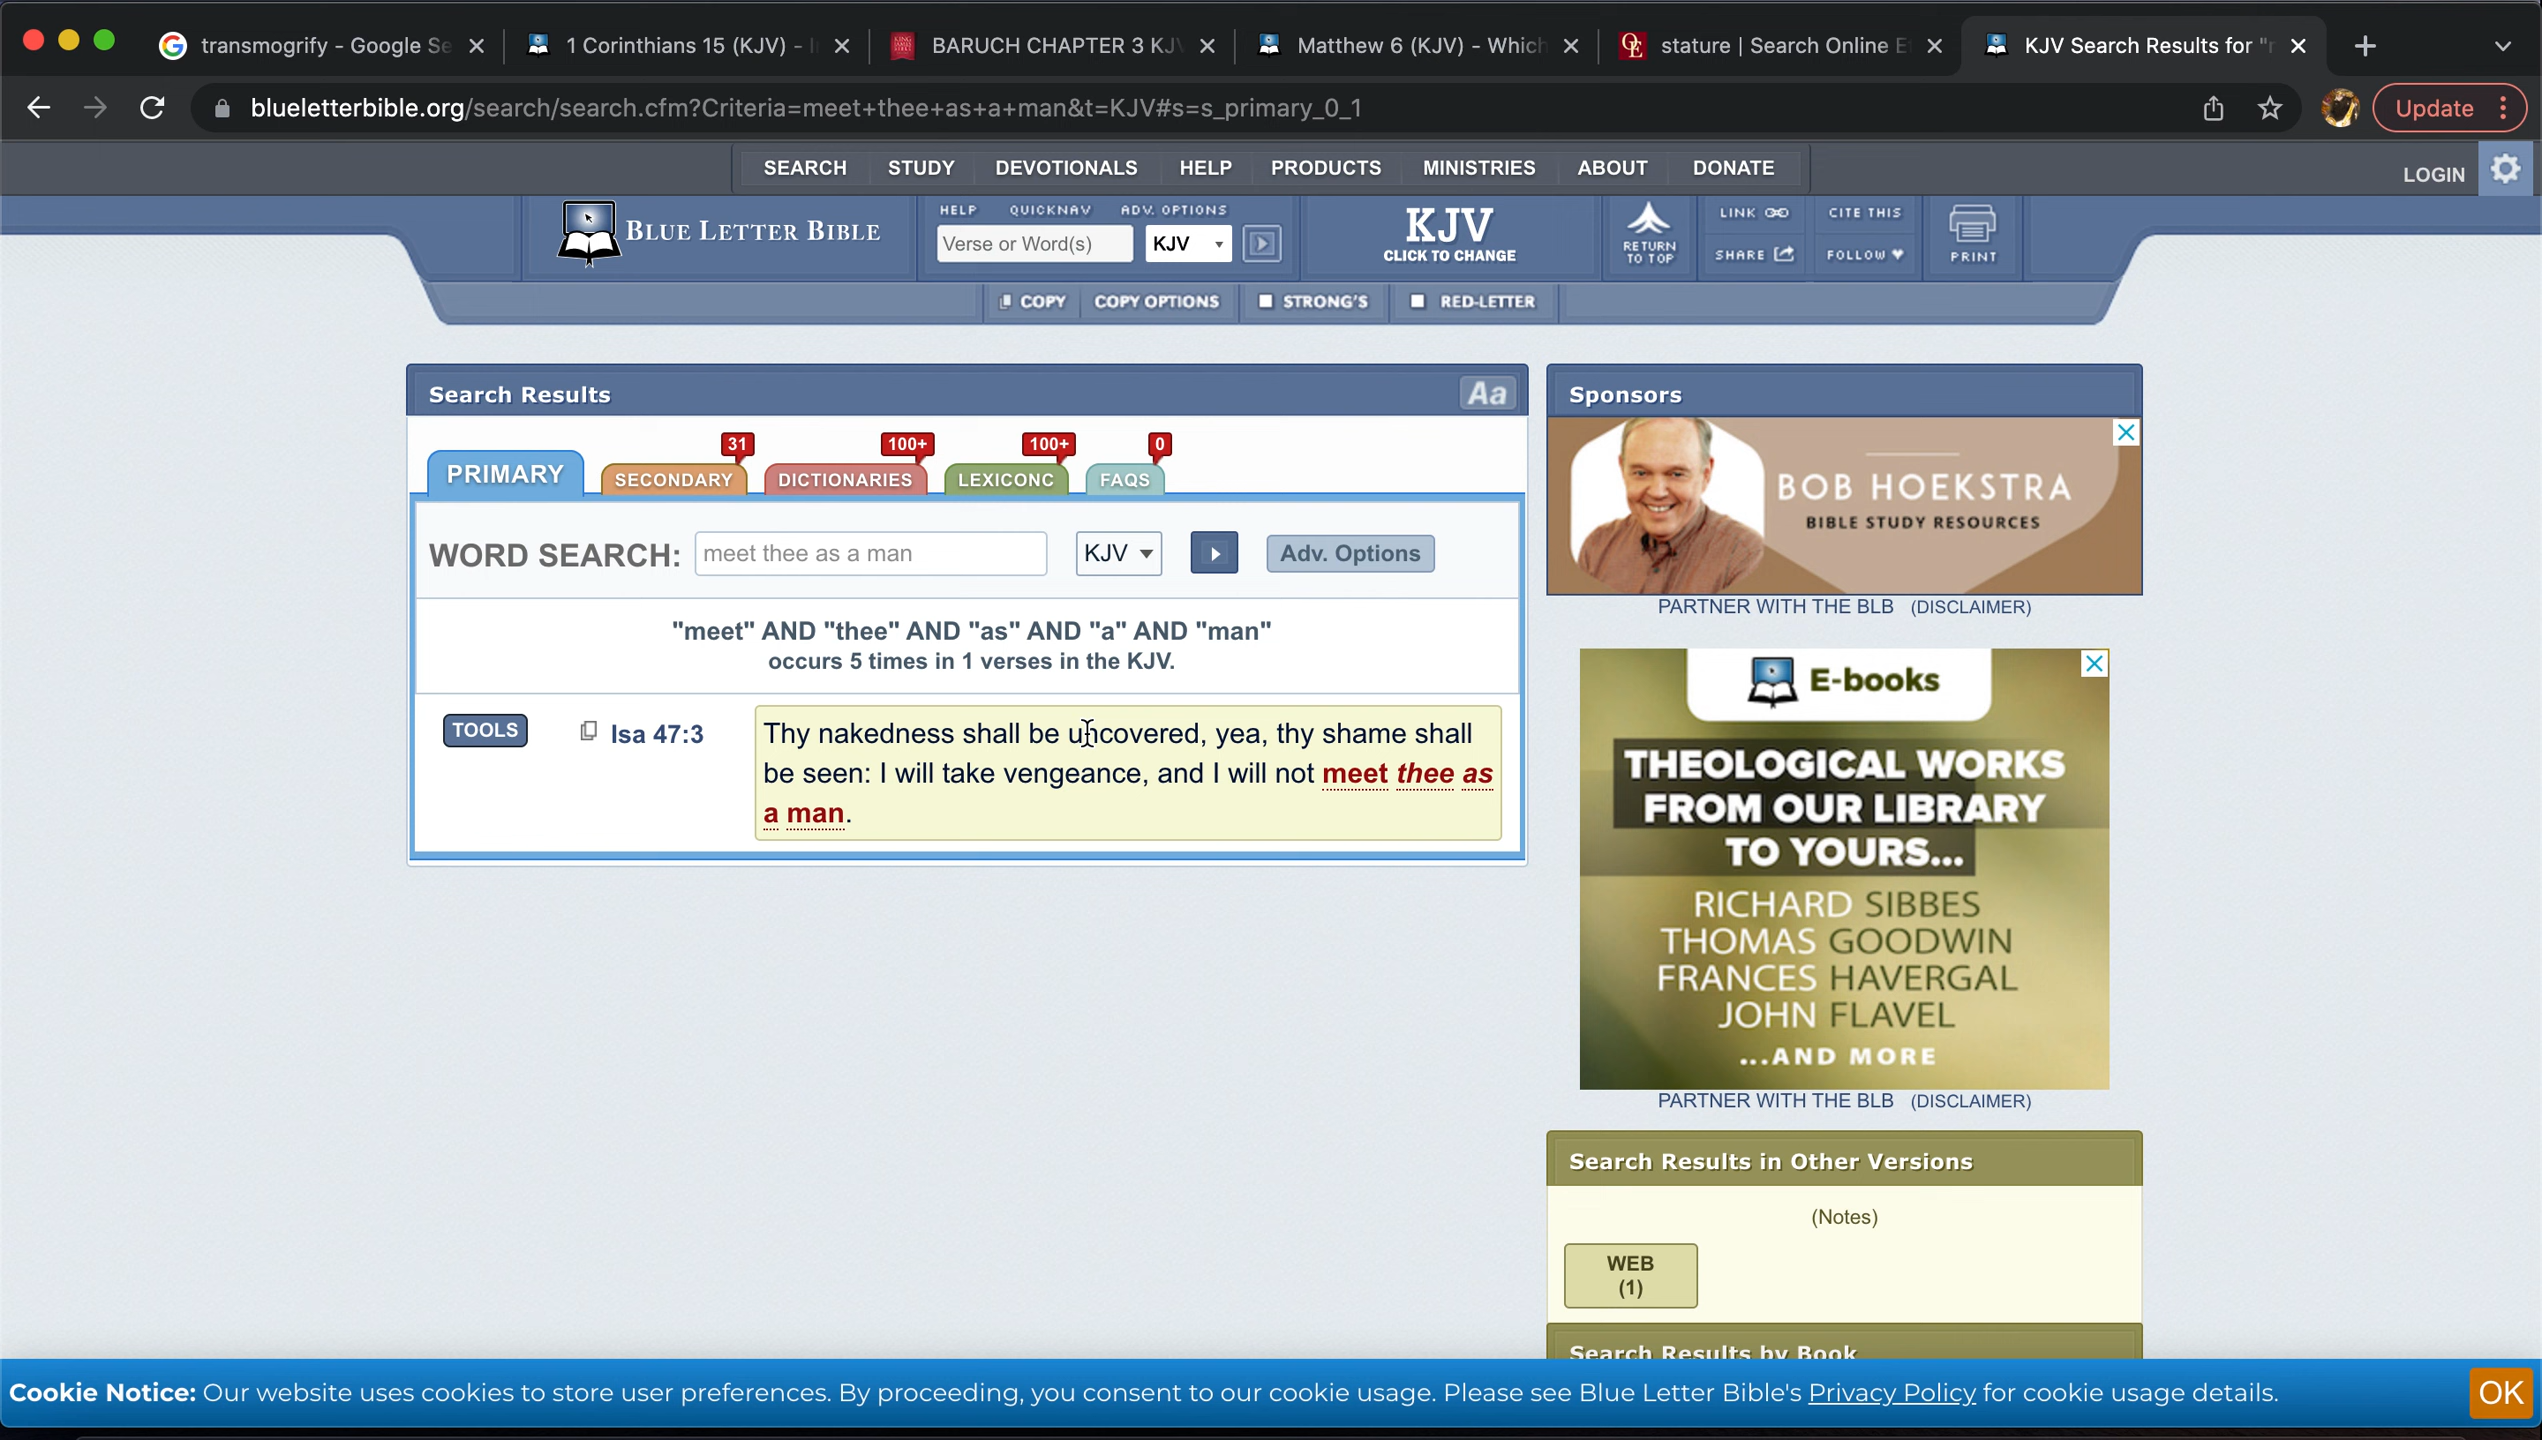 transmogrify - Google Se
1 Corinthians 15 (KJV) -
BARUCH CHAPTER 3 KJV
Matthew 6 (KJV) - Which
stature | Search Online E
KJV Search Results for "
blueletterbible.org/search/search.cfm?Criteria=meet+thee+as+a+man&t=KJV#s=s_primary_0_1
Update
SEARCH STUDY DEVOTIONALS HELP PRODUCTS MINISTRIES ABOUT DONATE
LOGIN
BLUE LETTER BIBLE
HELP QUICKNAV ADV. OPTIONS
Verse or Word(s) KJV
KJV
CLICK TO CHANGE
RETURN
TO TOP
LINK CITE THIS
SHARE FOLLOW
PRINT
COPY COPY OPTIONS STRONG'S RED-LETTER
Search Results
Aa
31 100+ 100+ 0
PRIMARY SECONDARY DICTIONARIES LEXICONC FAQS
WORD SEARCH: meet thee as a man KJV Adv. Options
"meet" AND "thee" AND "as" AND "a" AND "man"
occurs 5 times in 1 verses in the KJV.
TOOLS Isa 47:3
Thy nakedness shall be uncovered, yea, thy shame shall
be seen: I will take vengeance, and I will not meet thee as
a man.
Sponsors
BOB HOEKSTRA
BIBLE STUDY RESOURCES
PARTNER WITH THE BLB (DISCLAIMER)
E-books
THEOLOGICAL WORKS
FROM OUR LIBRARY
TO YOURS...
RICHARD SIBBES
THOMAS GOODWIN
FRANCES HAVERGAL
JOHN FLAVEL
...AND MORE
PARTNER WITH THE BLB (DISCLAIMER)
Search Results in Other Versions
(Notes)
WEB
(1)
Search Results by Book
Cookie Notice: Our website uses cookies to store user preferences. By proceeding, you consent to our cookie usage. Please see Blue Letter Bible's Privacy Policy for cookie usage details.
OK